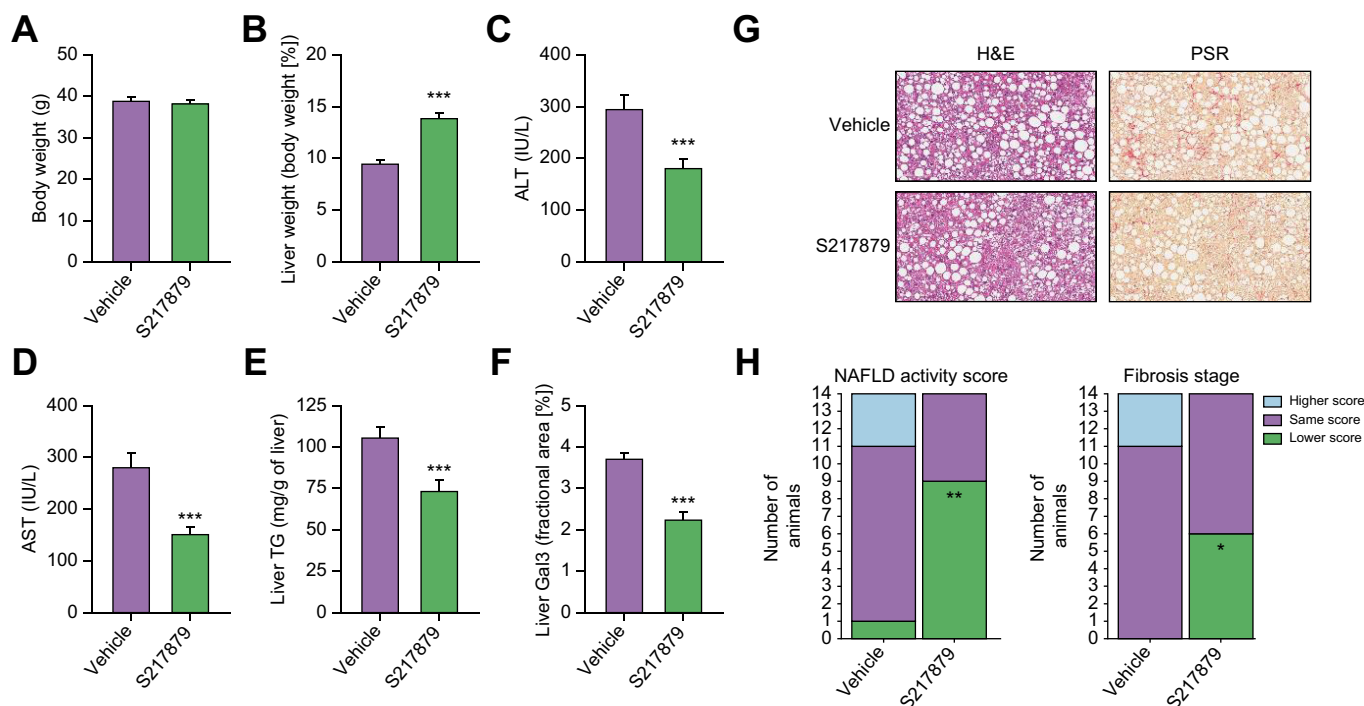 A
Body weight (g)
50
40
30
20
10
0
Vehicle
S217879
B
Liver weight (body weight [%])
20
15
10
5
0
***
Vehicle
S217879
C
ALT (IU/L)
400
300
200
100
0
***
Vehicle
S217879
G
H&E
PSR
Vehicle
S217879
D
AST (IU/L)
400
300
200
100
0
***
Vehicle
S217879
E
Liver TG (mg/g of liver)
125
100
75
50
25
0
***
Vehicle
S217879
F
Liver Gal3 (fractional area [%])
5
4
3
2
1
0
***
Vehicle
S217879
H
NAFLD activity score
Number of
animals
14
13
12
11
10
9
8
7
6
5
4
3
2
1
0
**
Vehicle
S217879
Fibrosis stage
Number of
animals
14
13
12
11
10
9
8
7
6
5
4
3
2
1
0
*
Vehicle
S217879
Higher score
Same score
Lower score